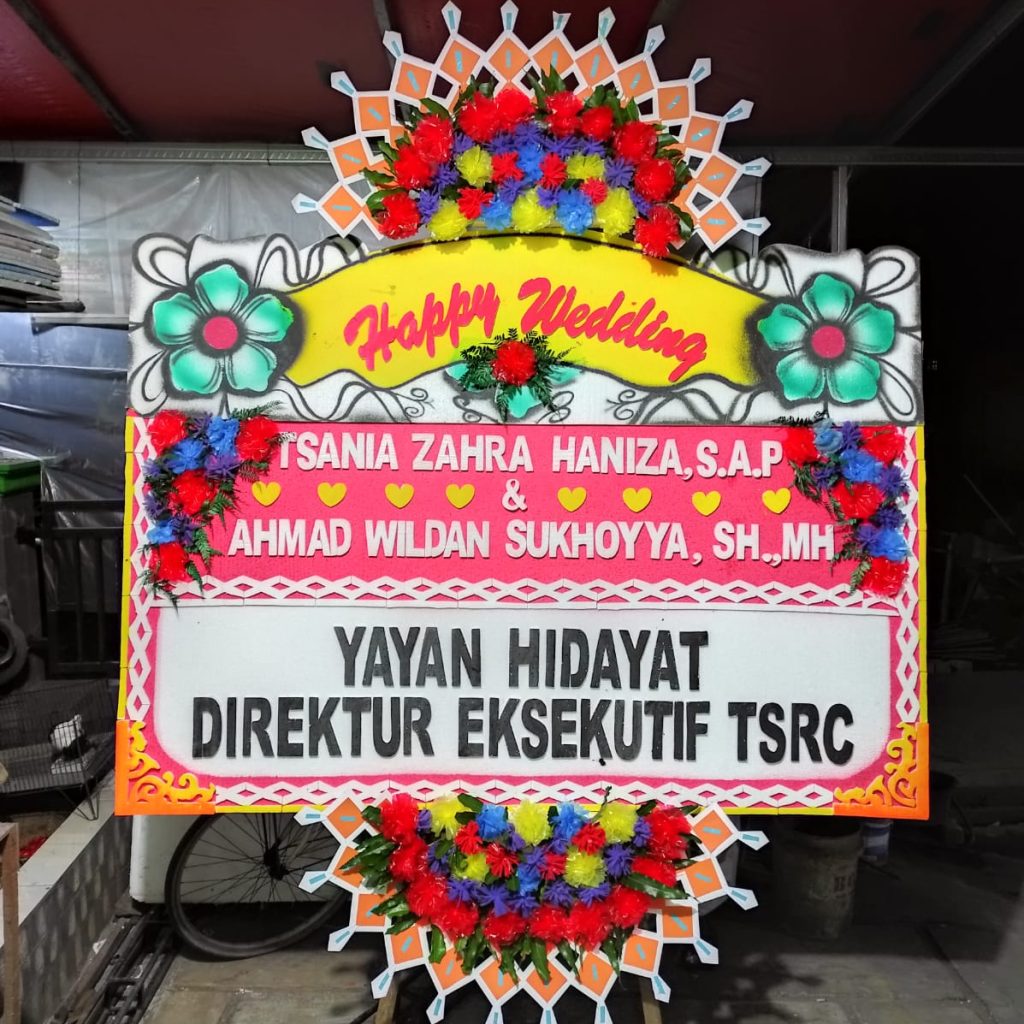 Happy Wedding
TSANIA ZAHRA HANIZA, S.A.P
&
AHMAD WILDAN SUKHOYYA, SH.,MH
YAYAN HIDAYAT
DIREKTUR EKSEKUTIF TSRC